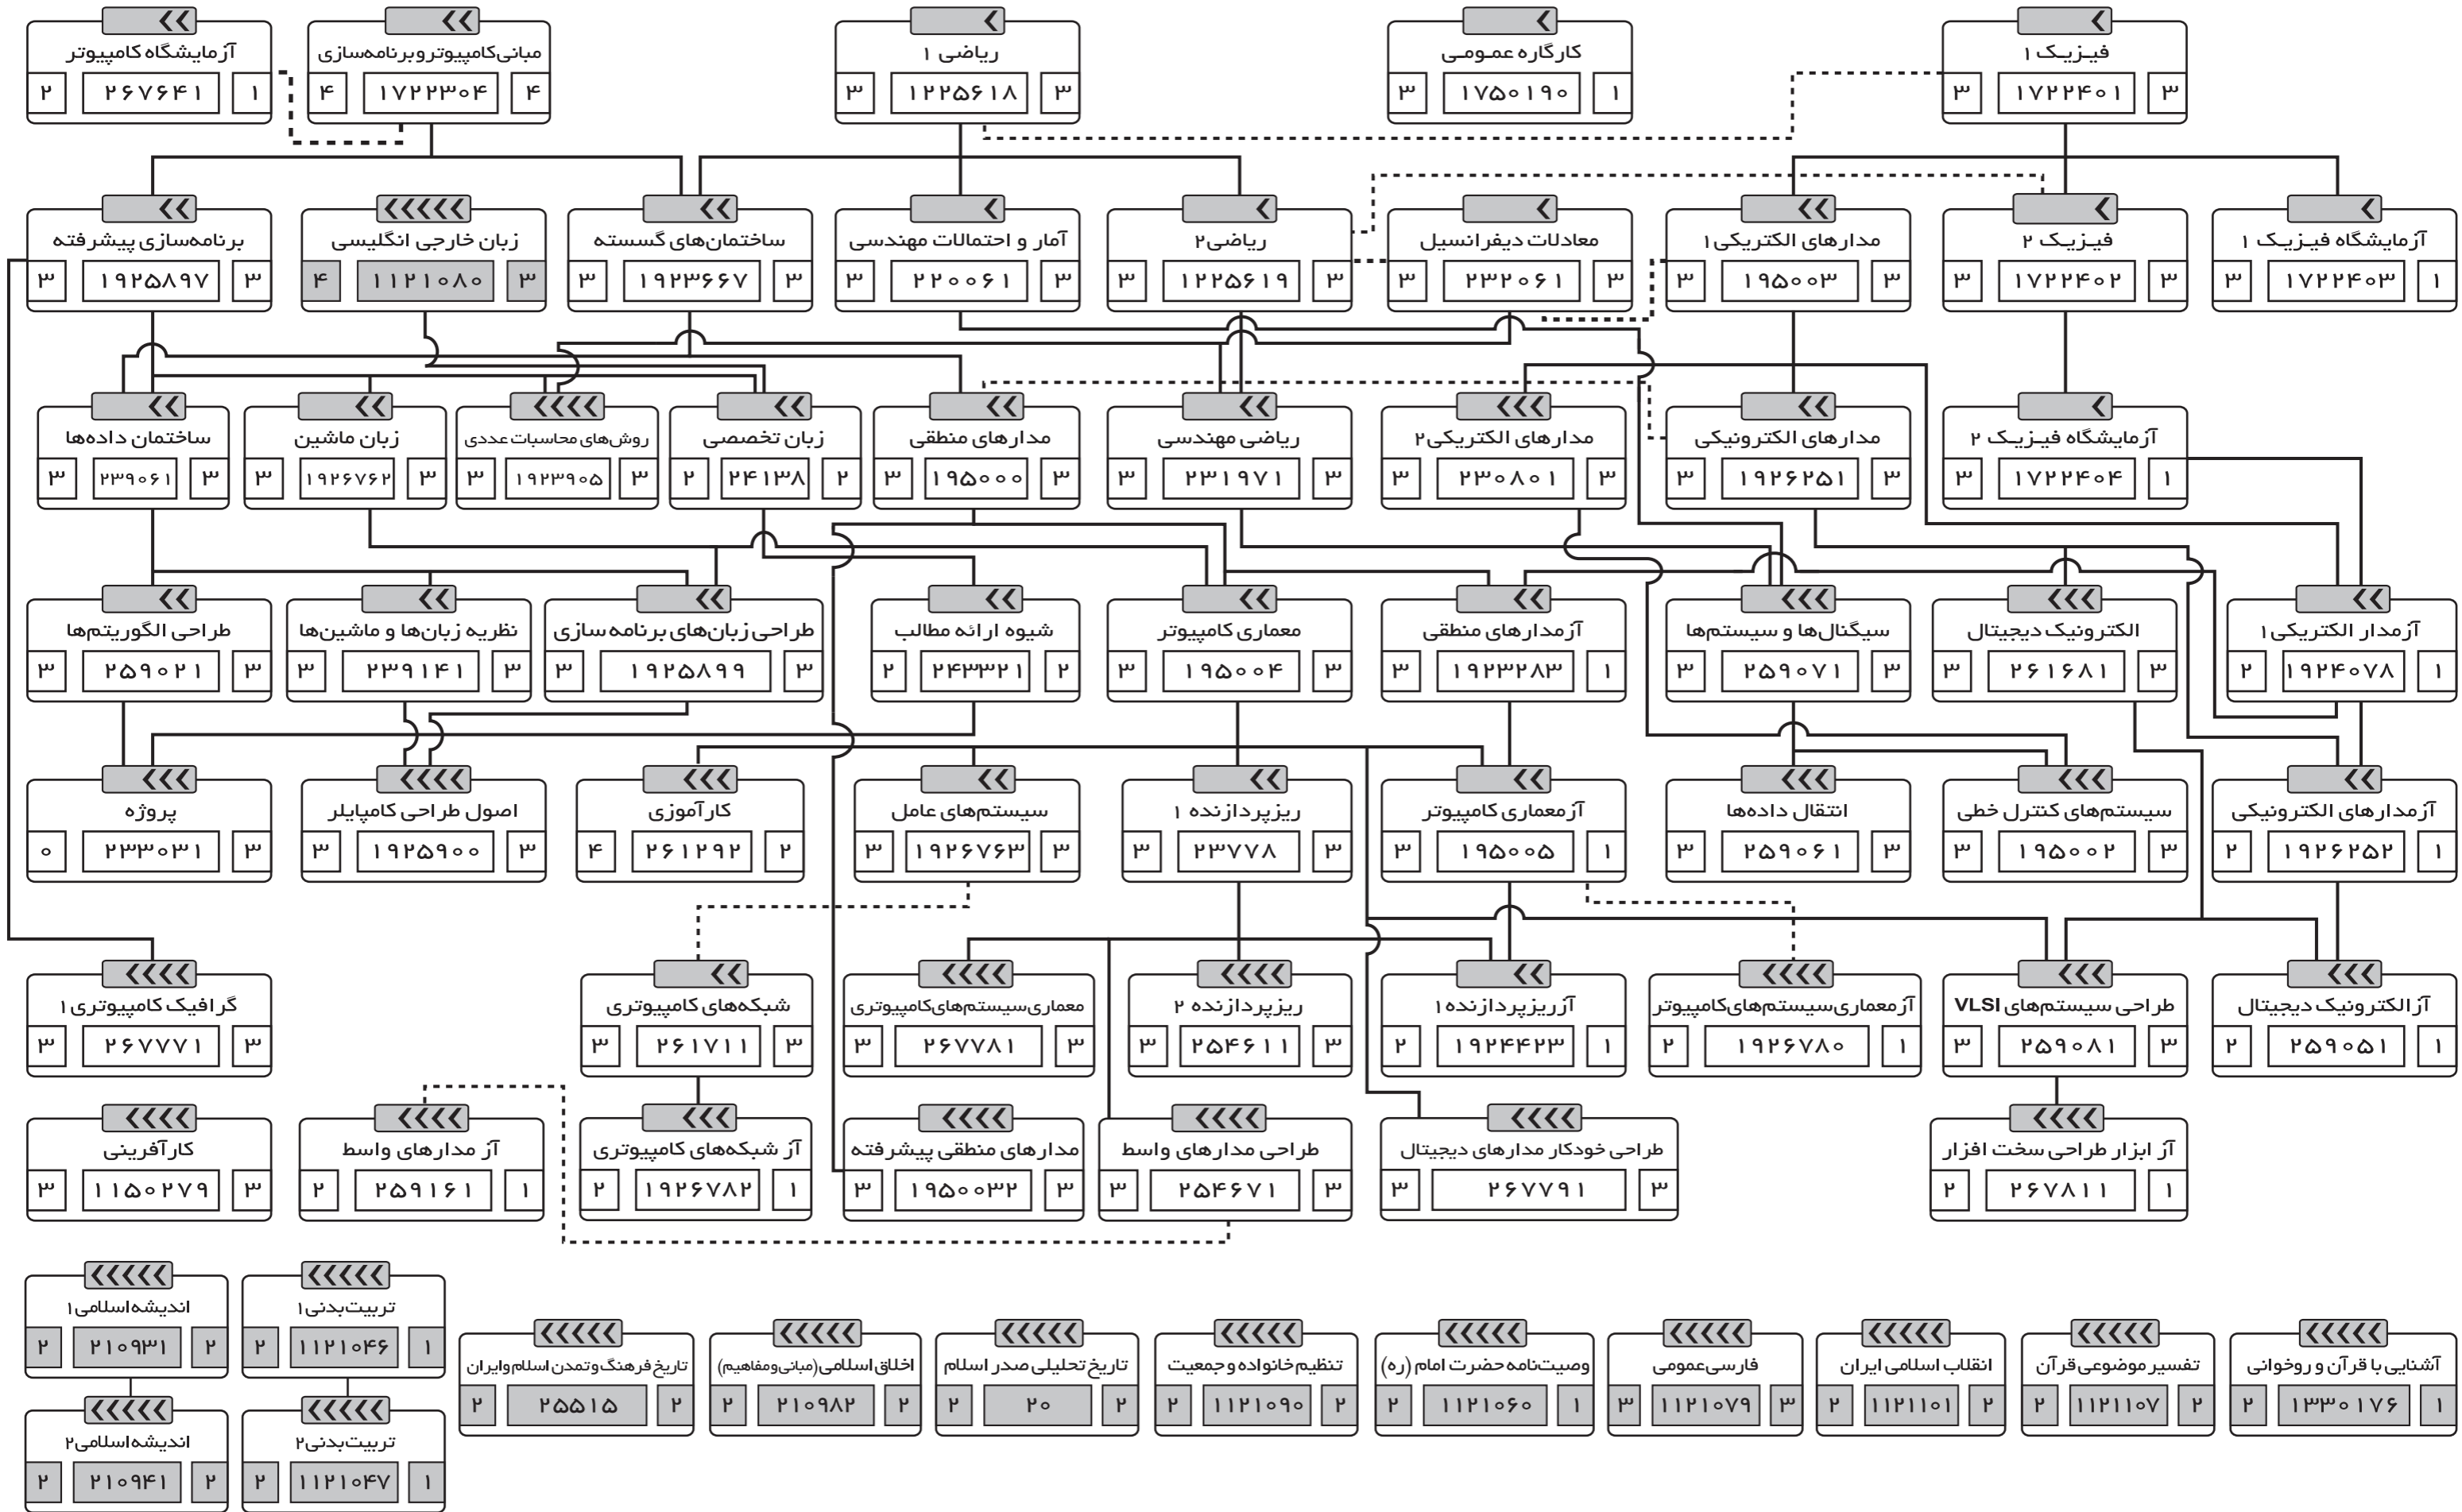 فیـزیـک ۱
۳ ۱۷۲۲۴۰۱ ۳
کارگاره عمـومـی
۱ ۱۷۵۰۱۹۰ ۳
ریاضی ۱
۳ ۱۲۲۵۶۱۸ ۳
مبانی‌کامپیوتروبرنامه‌سازی
۴ ۱۷۲۲۳۰۴ ۴
آزمایشگاه کامپیوتر
۱ ۲۶۷۶۴۱ ۲
آزمایشگاه فیـزیـک ۱
۱ ۱۷۲۲۴۰۳ ۳
فیـزیـک ۲
۳ ۱۷۲۲۴۰۲ ۳
مدارهای الکتریکی۱
۳ ۱۹۵۰۰۳ ۳
معادلات دیفرانسیل
۳ ۲۳۲۰۶۱ ۳
ریاضی۲
۳ ۱۲۲۵۶۱۹ ۳
آمار و احتمالات مهندسی
۳ ۲۲۰۰۶۱ ۳
ساختمان‌های گسسته
۳ ۱۹۲۳۶۶۷ ۳
زبان خارجی انگلیسی
۳ ۱۱۲۱۰۸۰ ۴
برنامه‌سازی پیشرفته
۳ ۱۹۲۵۸۹۷ ۳
آزمایشگاه فیـزیـک ۲
۱ ۱۷۲۲۴۰۴ ۳
مدارهای الکترونیکی
۳ ۱۹۲۶۲۵۱ ۳
مدارهای الکتریکی۲
۳ ۲۳۰۸۰۱ ۳
ریاضی مهندسی
۳ ۲۳۱۹۷۱ ۳
مدارهای منطقی
۳ ۱۹۵۰۰۰ ۳
زبان تخصصی
۲ ۲۴۱۳۸ ۲
روش‌های محاسبات عددی
۳ ۱۹۲۳۹۰۵ ۳
زبان ماشین
۳ ۱۹۲۶۷۶۲ ۳
ساختمان داده‌ها
۳ ۲۳۹۰۶۱ ۳
آزمدار الکتریکی۱
۱ ۱۹۲۴۰۷۸ ۲
الکترونیک دیجیتال
۳ ۲۶۱۶۸۱ ۳
سیگنال‌ها و سیستم‌ها
۳ ۲۵۹۰۷۱ ۳
آزمدارهای منطقی
۱ ۱۹۲۳۲۸۳ ۳
معماری کامپیوتر
۳ ۱۹۵۰۰۴ ۳
شیوه ارائه مطالب
۲ ۲۴۳۳۲۱ ۲
طراحی زبان‌های برنامه سازی
۳ ۱۹۲۵۸۹۹ ۳
نظریه زبان‌ها و ماشین‌ها
۳ ۲۳۹۱۴۱ ۳
طراحی الگوریتم‌ها
۳ ۲۵۹۰۲۱ ۳
آزمدارهای الکترونیکی
۱ ۱۹۲۶۲۵۲ ۲
سیستم‌های کنترل خطی
۳ ۱۹۵۰۰۲ ۳
انتقال داده‌ها
۳ ۲۵۹۰۶۱ ۳
آزمعماری کامپیوتر
۱ ۱۹۵۰۰۵ ۳
ریزپردازنده ۱
۳ ۲۳۷۷۸ ۳
سیستم‌های عامل
۳ ۱۹۲۶۷۶۳ ۳
کارآموزی
۲ ۲۶۱۲۹۲ ۴
اصول طراحی کامپایلر
۳ ۱۹۲۵۹۰۰ ۳
پروژه
۳ ۲۳۳۰۳۱ ۰
آزالکترونیک دیجیتال
۱ ۲۵۹۰۵۱ ۲
طراحی سیستم‌های VLSI
۳ ۲۵۹۰۸۱ ۳
آزمعماری‌سیستم‌های‌کامپیوتر
۱ ۱۹۲۶۷۸۰ ۲
آزریزپردازنده۱
۱ ۱۹۲۴۴۲۳ ۲
ریزپردازنده ۲
۳ ۲۵۴۶۱۱ ۳
معماری‌سیستم‌های‌کامپیوتری
۳ ۲۶۷۷۸۱ ۳
شبکه‌های کامپیوتری
۳ ۲۶۱۷۱۱ ۳
گرافیک کامپیوتری۱
۳ ۲۶۷۷۷۱ ۳
آز ابزار طراحی سخت افزار
۱ ۲۶۷۸۱۱ ۲
طراحی خودکار مدارهای دیجیتال
۳ ۲۶۷۷۹۱ ۳
طراحی مدارهای واسط
۳ ۲۵۴۶۷۱ ۳
مدارهای منطقی پیشرفته
۳ ۱۹۵۰۰۳۲ ۳
آز شبکه‌های کامپیوتری
۱ ۱۹۲۶۷۸۲ ۲
آز مدارهای واسط
۱ ۲۵۹۱۶۱ ۲
کارآفرینی
۳ ۱۱۵۰۲۷۹ ۳
آشنایی با قرآن و روخوانی
۱ ۱۳۳۰۱۷۶ ۲
تفسیر موضوعی قرآن
۲ ۱۱۲۱۱۰۷ ۲
انقلاب اسلامی ایران
۲ ۱۱۲۱۱۰۱ ۲
فارسی‌عمومی
۳ ۱۱۲۱۰۷۹ ۳
وصیت‌نامه حضرت امام (ره)
۱ ۱۱۲۱۰۶۰ ۲
تنظیم خانواده و جمعیت
۲ ۱۱۲۱۰۹۰ ۲
تاریخ تحلیلی صدر اسلام
۲ ۲۰ ۲
اخلاق اسلامی (مبانی‌ومفاهیم)
۲ ۲۱۰۹۸۲ ۲
تاریخ فرهنگ و تمدن اسلام وایران
۲ ۲۵۵۱۵ ۲
تربیت‌بدنی۱
۱ ۱۱۲۱۰۴۶ ۲
اندیشه‌اسلامی۱
۲ ۲۱۰۹۳۱ ۲
تربیت‌بدنی۲
۱ ۱۱۲۱۰۴۷ ۲
اندیشه‌اسلامی۲
۲ ۲۱۰۹۴۱ ۲